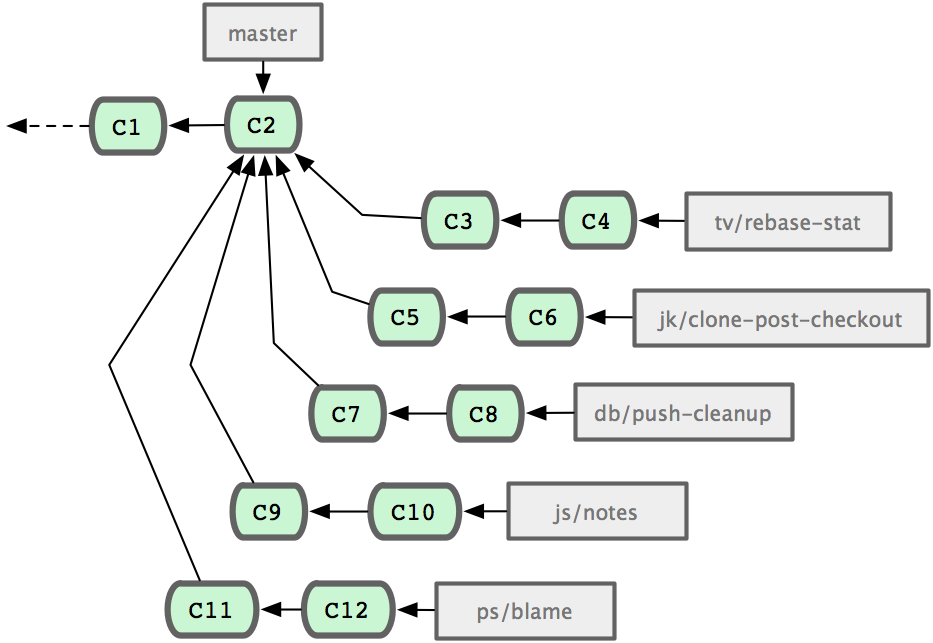 master
C1 C2
C3 C4 tv/rebase-stat
C5 C6 jk/clone-post-checkout
C7 C8 db/push-cleanup
C9 C10 js/notes
C11 C12 ps/blame